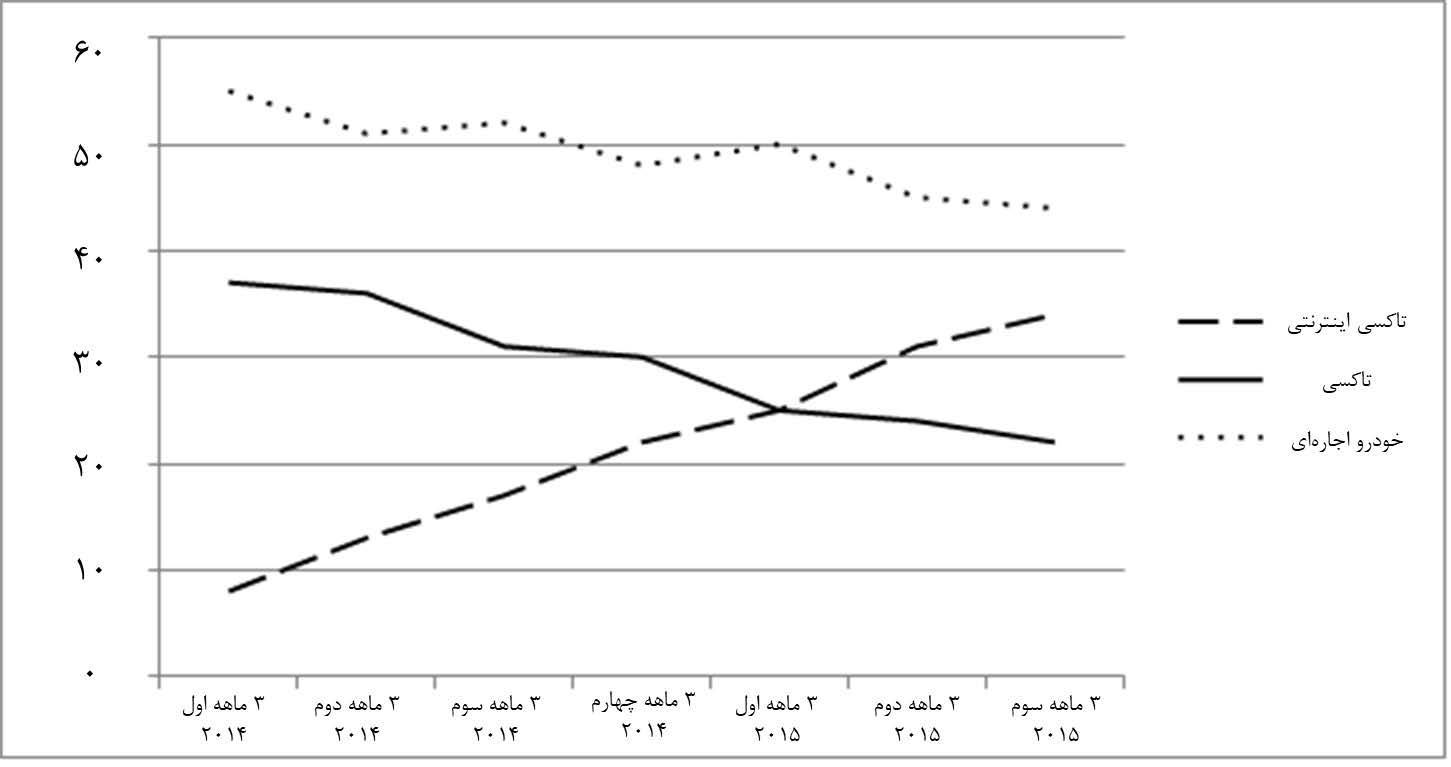 ۶۰
۵۰
۴۰
۳۰
۲۰
۱۰
۰
۳ ماهه اول
۲۰۱۴
۳ ماهه دوم
۲۰۱۴
۳ ماهه سوم
۲۰۱۴
۳ ماهه چهارم
۲۰۱۴
۳ ماهه اول
۲۰۱۵
۳ ماهه دوم
۲۰۱۵
۳ ماهه سوم
۲۰۱۵
تاکسی اینترنتی
تاکسی
خودرو اجاره‌ای